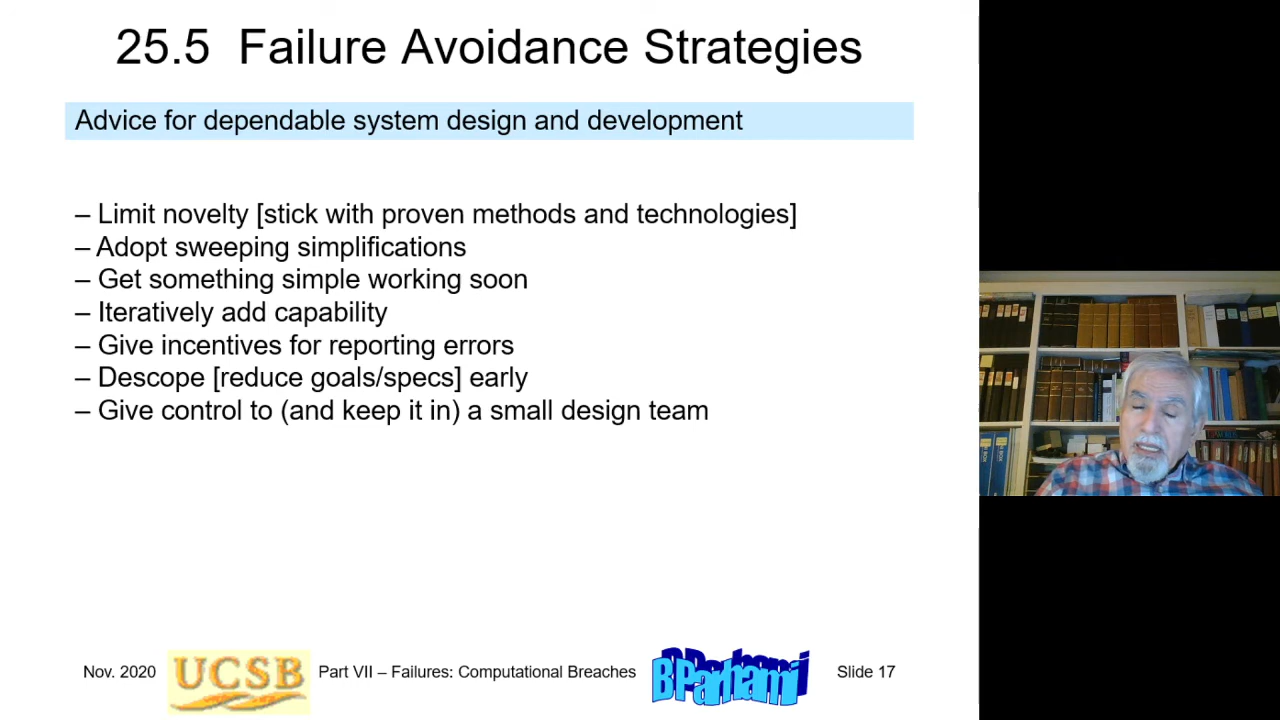 25.5 Failure Avoidance Strategies
Advice for dependable system design and development
– Limit novelty [stick with proven methods and technologies]
– Adopt sweeping simplifications
– Get something simple working soon
– Iteratively add capability
– Give incentives for reporting errors
– Descope [reduce goals/specs] early
– Give control to (and keep it in) a small design team
Nov. 2020
UCSB
Part VII – Failures: Computational Breaches
B Parhami
Slide 17